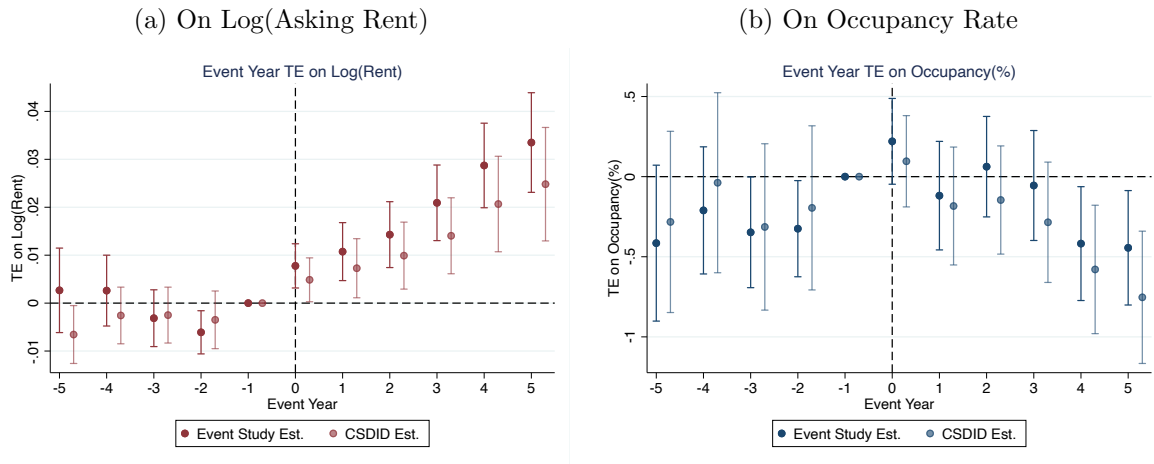 (a) On Log(Asking Rent)
Event Year TE on Log(Rent)
TE on Log(Rent)
.04
.03
.02
.01
0
-.01
-5 -4 -3 -2 -1 0 1 2 3 4 5
Event Year
Event Study Est. CSDID Est.
(b) On Occupancy Rate
Event Year TE on Occupancy(%)
TE on Occupancy(%)
.5
0
-.5
-1
-5 -4 -3 -2 -1 0 1 2 3 4 5
Event Year
Event Study Est. CSDID Est.